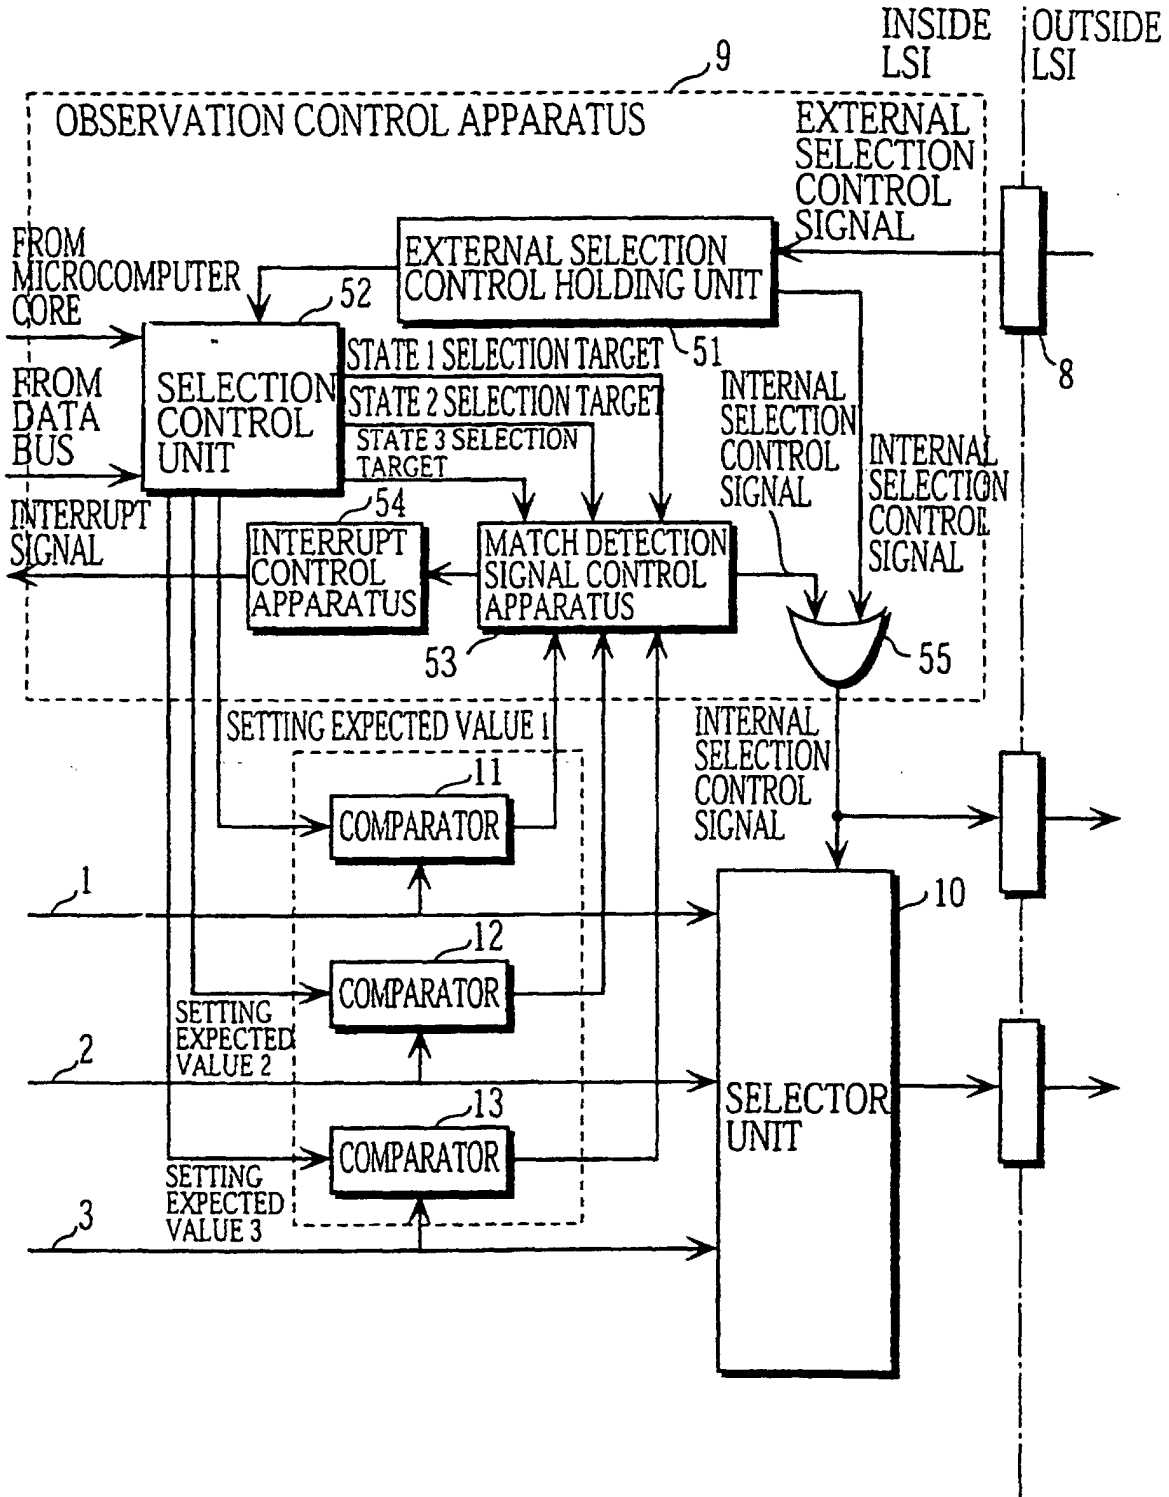 INSIDE
LSI
OUTSIDE
LSI
9
OBSERVATION CONTROL APPARATUS
EXTERNAL
SELECTION
CONTROL
SIGNAL
FROM
MICROCOMPUTER
CORE
52
EXTERNAL SELECTION
CONTROL HOLDING UNIT
51
8
FROM
DATA
BUS
SELECTION
CONTROL
UNIT
STATE 1 SELECTION TARGET
STATE 2 SELECTION TARGET
STATE 3 SELECTION
TARGET
INTERNAL
SELECTION
CONTROL
SIGNAL
INTERNAL
SELECTION
CONTROL
SIGNAL
INTERRUPT
SIGNAL
54
INTERRUPT
CONTROL
APPARATUS
MATCH DETECTION
SIGNAL CONTROL
APPARATUS
53
55
SETTING EXPECTED VALUE 1
INTERNAL
SELECTION
CONTROL
SIGNAL
11
COMPARATOR
1
10
12
COMPARATOR
SETTING
EXPECTED
VALUE 2
2
13
COMPARATOR
SELECTOR
UNIT
SETTING
EXPECTED
VALUE 3
3